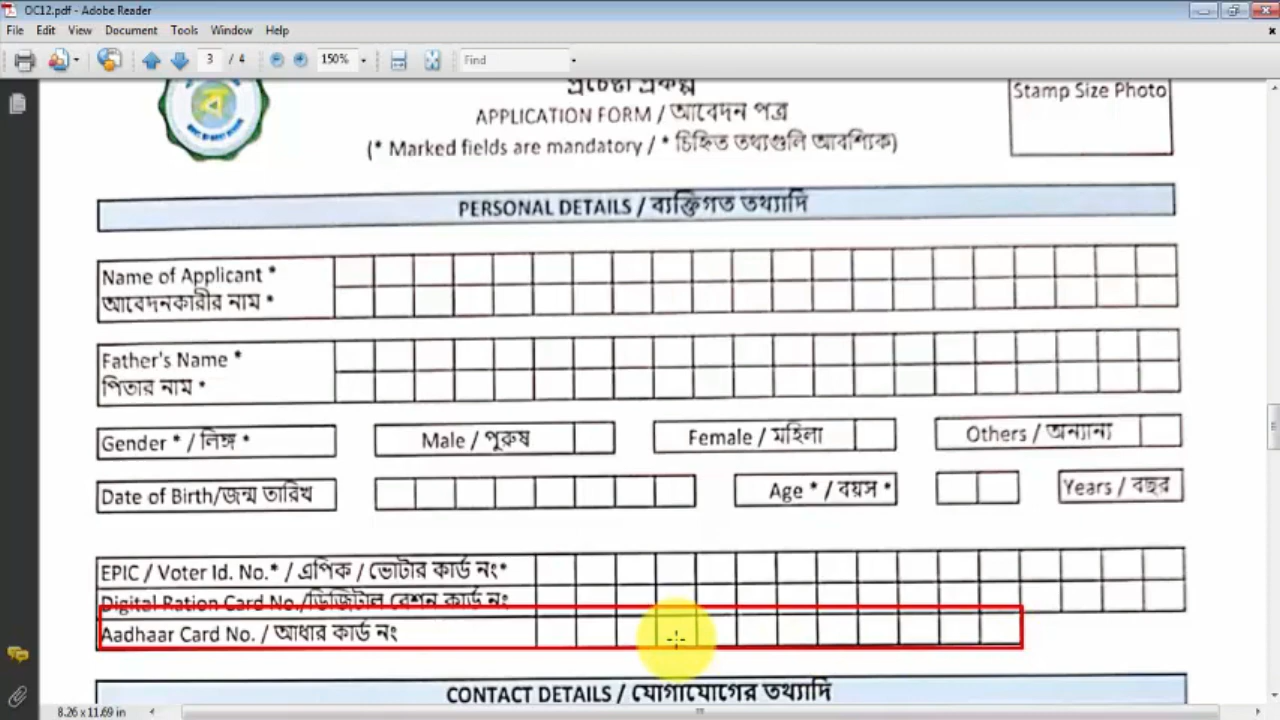 OC12.pdf - Adobe Reader
File Edit View Document Tools Window Help
3 / 4 150% Find
প্রচেষ্টা প্রকল্প
APPLICATION FORM / আবেদন পত্র
(* Marked fields are mandatory / * চিহ্নিত তথ্যগুলি আবশ্যিক)
Stamp Size Photo
PERSONAL DETAILS / ব্যক্তিগত তথ্যাদি
Name of Applicant *
আবেদনকারীর নাম *
Father's Name *
পিতার নাম *
Gender * / লিঙ্গ * Male / পুরুষ Female / মহিলা Others / অন্যান্য
Date of Birth/জন্ম তারিখ Age * / বয়স * Years / বছর
EPIC / Voter Id. No.* / এপিক / ভোটার কার্ড নং*
Digital Ration Card No./ডিজিটাল রেশন কার্ড নং
Aadhaar Card No. / আধার কার্ড নং
CONTACT DETAILS / যোগাযোগের তথ্যাদি
8.26 x 11.69 in